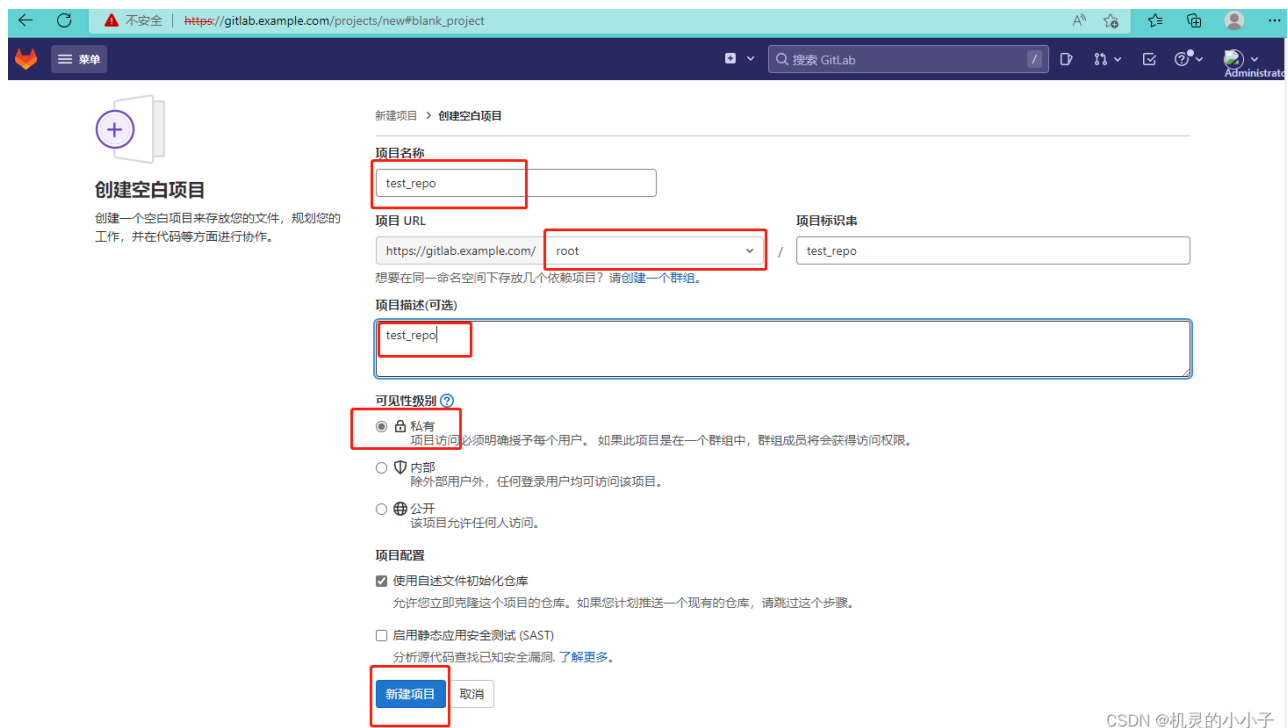 不安全 https://gitlab.example.com/projects/new#blank_project
菜单 搜索 GitLab / Administrato
新建项目 > 创建空白项目
项目名称
test_repo
创建空白项目
创建一个空白项目来存放您的文件，规划您的
工作，并在代码等方面进行协作。
项目 URL 项目标识串
https://gitlab.example.com/ root / test_repo
想要在同一命名空间下存放几个依赖项目？请创建一个群组。
项目描述(可选)
test_repo
可见性级别
私有
项目访问必须明确授予每个用户。 如果此项目是在一个群组中，群组成员将会获得访问权限。
内部
除外部用户外，任何登录用户均可访问该项目。
公开
该项目允许任何人访问。
项目配置
使用自述文件初始化仓库
允许您立即克隆这个项目的仓库。如果您计划推送一个现有的仓库，请跳过这个步骤。
启用静态应用安全测试 (SAST)
分析源代码查找已知安全漏洞. 了解更多。
新建项目 取消
CSDN @机灵的小小子